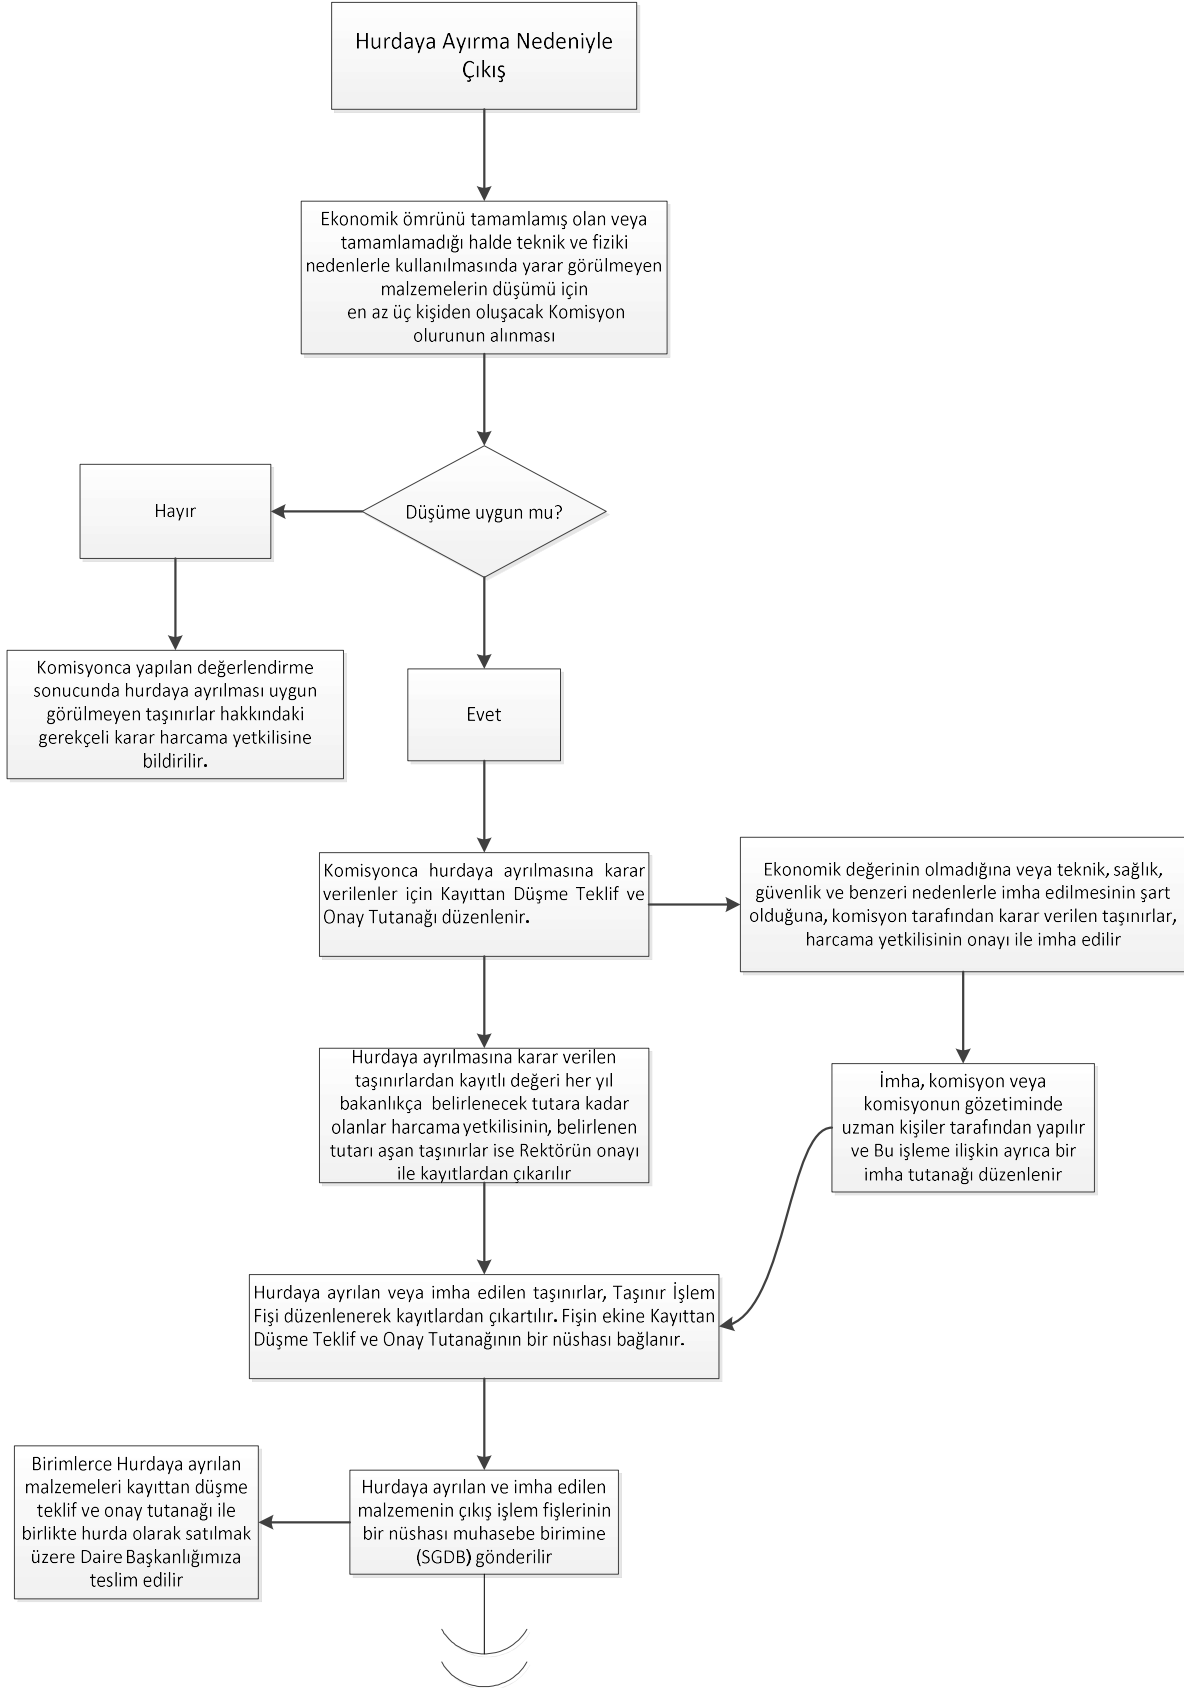 Hurdaya Ayırma Nedeniyle
Çıkış
Ekonomik ömrünü tamamlamış olan veya
tamamlamadığı halde teknik ve fiziki
nedenlerle kullanılmasında yarar görülmeyen
malzemelerin düşümü için
en az üç kişiden oluşacak Komisyon
olurunun alınması
Düşüme uygun mu?
Hayır
Komisyonca yapılan değerlendirme
sonucunda hurdaya ayrılması uygun
görülmeyen taşınırlar hakkındaki
gerekçeli karar harcama yetkilisine
bildirilir.
Evet
Komisyonca hurdaya ayrılmasına karar
verilenler için Kayıttan Düşme Teklif ve
Onay Tutanağı düzenlenir.
Ekonomik değerinin olmadığına veya teknik, sağlık,
güvenlik ve benzeri nedenlerle imha edilmesinin şart
olduğuna, komisyon tarafından karar verilen taşınırlar,
harcama yetkilisinin onayı ile imha edilir
Hurdaya ayrılmasına karar verilen
taşınırlardan kayıtlı değeri her yıl
bakanlıkça belirlenecek tutara kadar
olanlar harcama yetkilisinin, belirlenen
tutarı aşan taşınırlar ise Rektörün onayı
ile kayıtlardan çıkarılır
İmha, komisyon veya
komisyonun gözetiminde
uzman kişiler tarafından yapılır
ve Bu işleme ilişkin ayrıca bir
imha tutanağı düzenlenir
Hurdaya ayrılan veya imha edilen taşınırlar, Taşınır İşlem
Fişi düzenlenerek kayıtlardan çıkartılır. Fişin ekine Kayıttan
Düşme Teklif ve Onay Tutanağının bir nüshası bağlanır.
Birimlerce Hurdaya ayrılan
malzemeleri kayıttan düşme
teklif ve onay tutanağı ile
birlikte hurda olarak satılmak
üzere Daire Başkanlığımıza
teslim edilir
Hurdaya ayrılan ve imha edilen
malzemenin çıkış işlem fişlerinin
bir nüshası muhasebe birimine
(SGDB) gönderilir